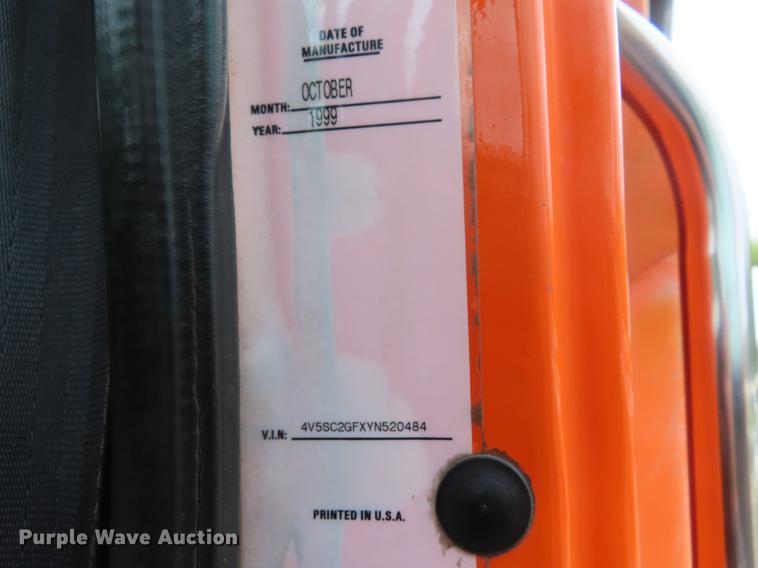 DATE OF
MANUFACTURE
MONTH: OCTOBER
YEAR: 1999
V.I.N: 4V5SC2GFXYN520484
PRINTED IN U.S.A.
Purple Wave Auction